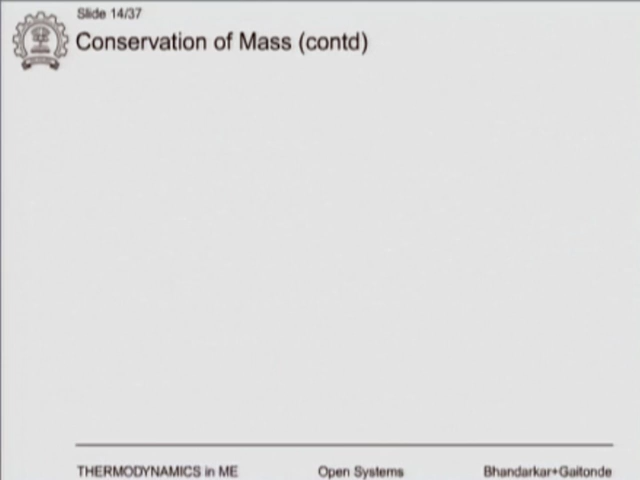 Slide 14/37
Conservation of Mass (contd)
THERMODYNAMICS in ME Open Systems Bhandarkar+Gaitonde